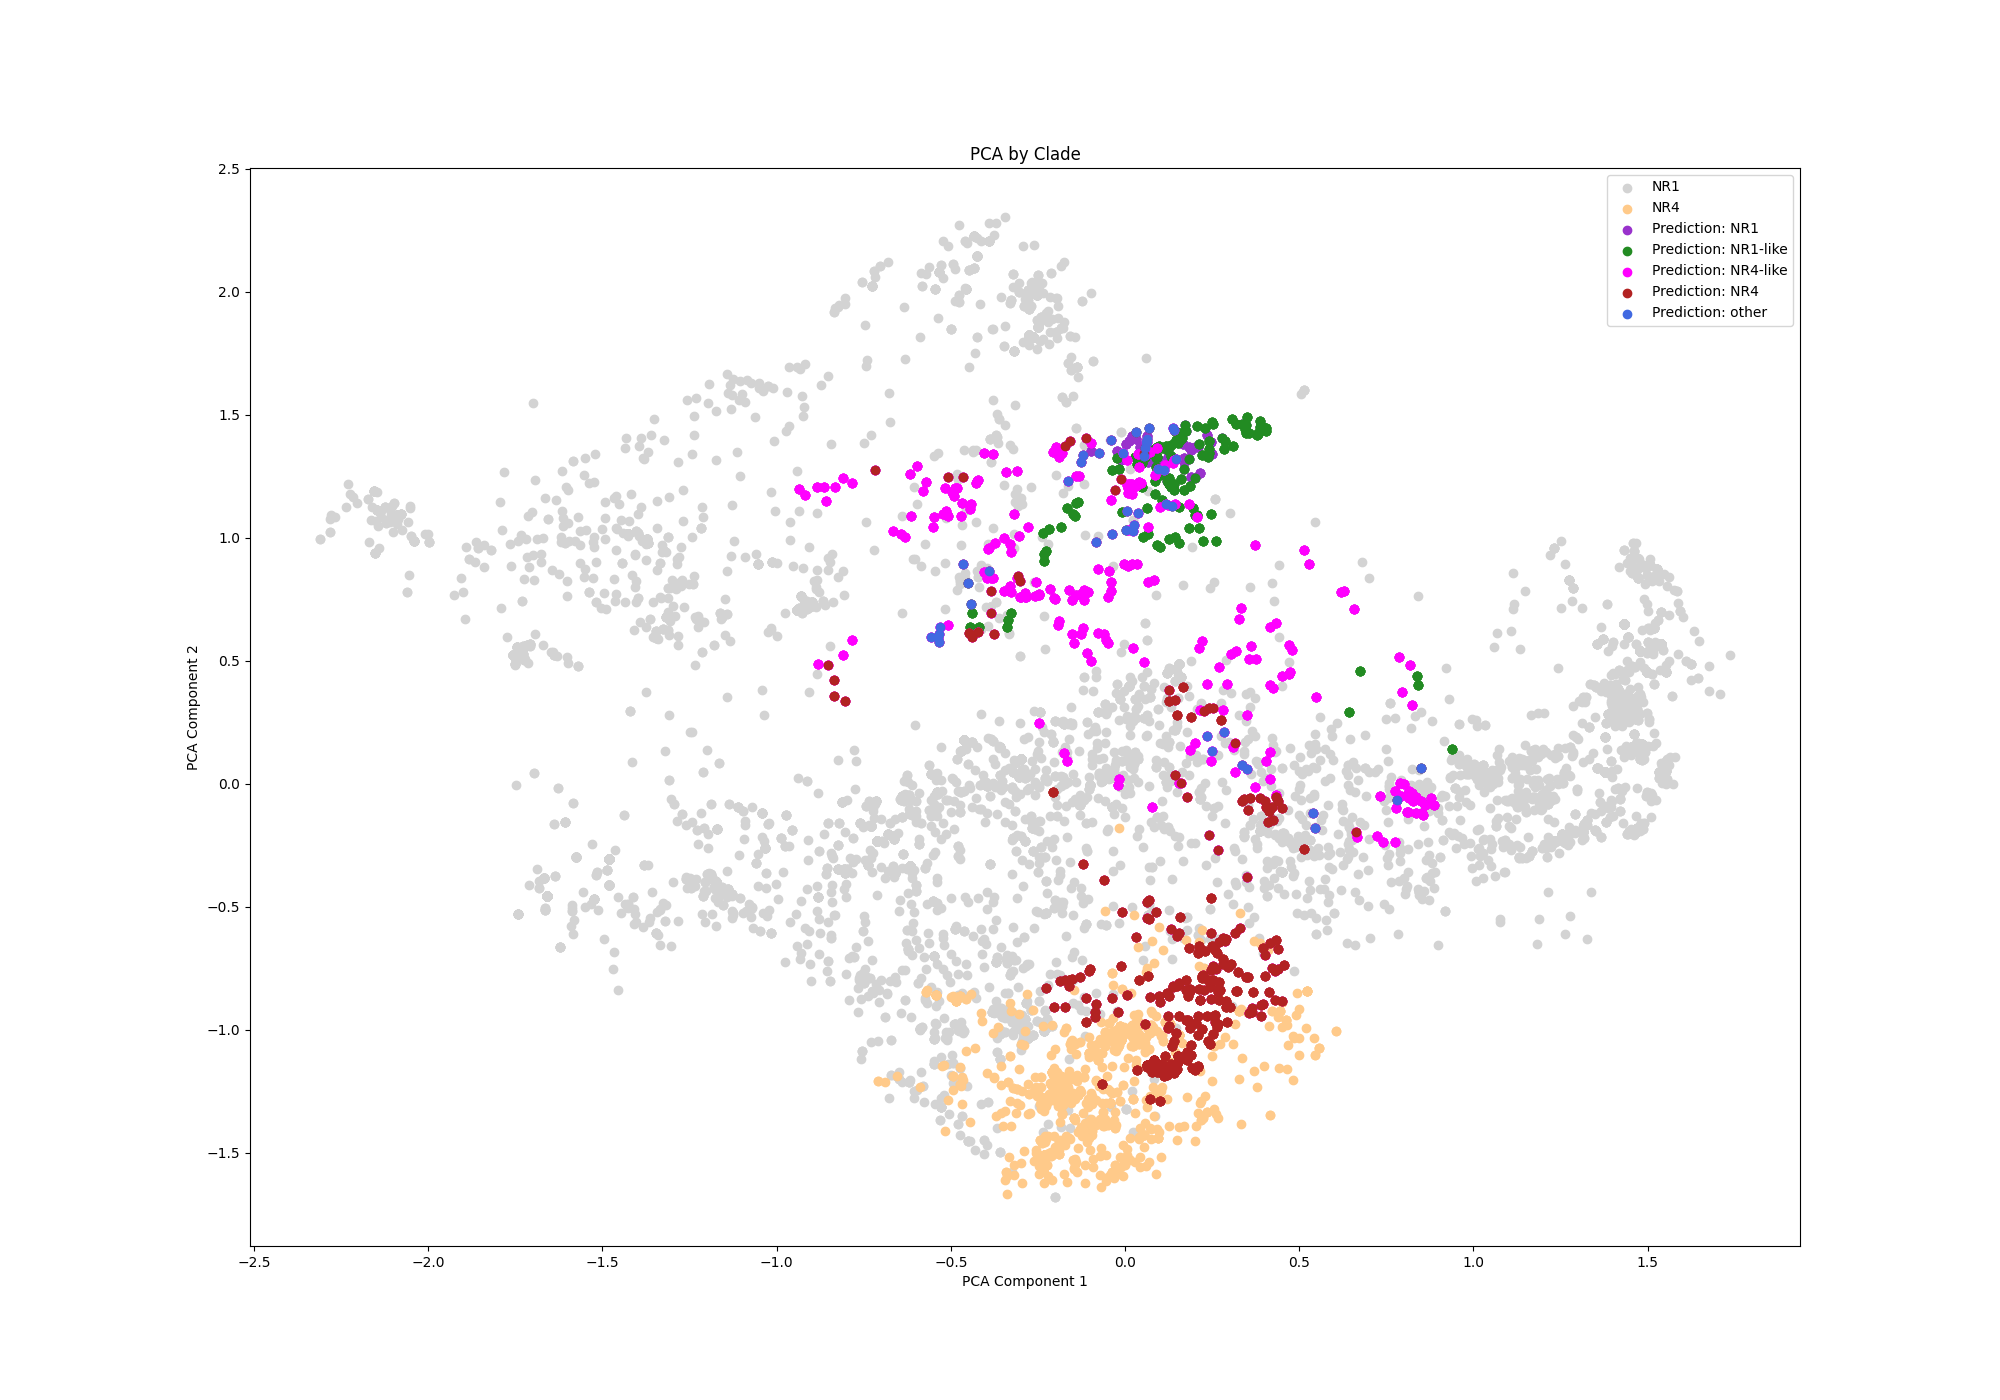 PCA by Clade
2.5
2.0
1.5
1.0
0.5
0.0
−0.5
−1.0
−1.5
PCA Component 2
NR1
NR4
Prediction: NR1
Prediction: NR1-like
Prediction: NR4-like
Prediction: NR4
Prediction: other
−2.5 −2.0 −1.5 −1.0 −0.5 0.0 0.5 1.0 1.5
PCA Component 1